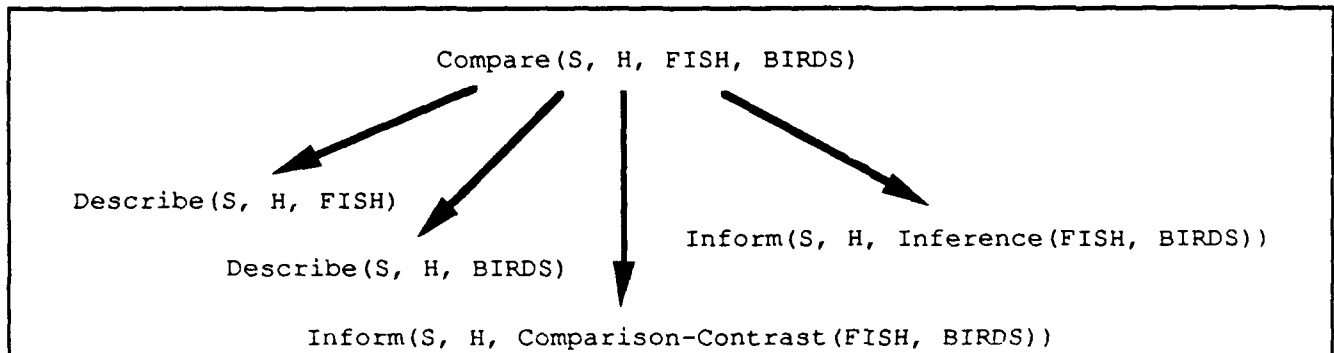 Compare(S, H, FISH, BIRDS)
Describe(S, H, FISH)
Inform(S, H, Inference(FISH, BIRDS))
Describe(S, H, BIRDS)
Inform(S, H, Comparison-Contrast(FISH, BIRDS))